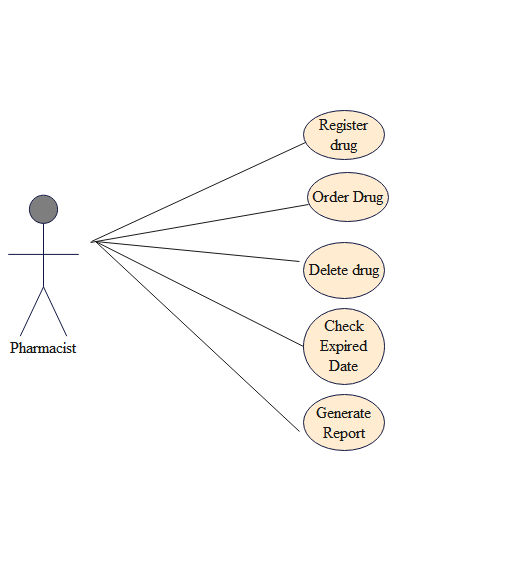 Register
drug
Order Drug
Delete drug
Check
Expired
Date
Generate
Report
Pharmacist